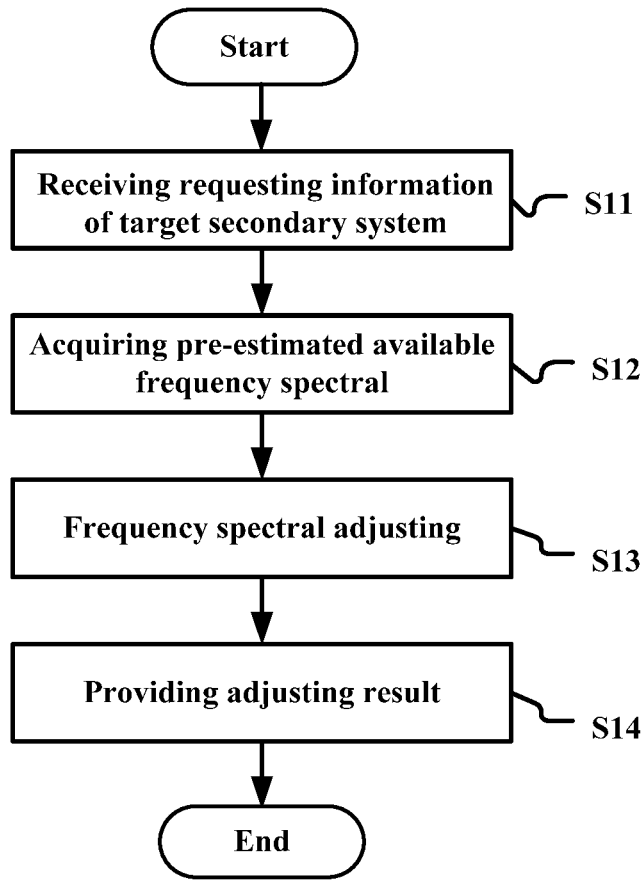 Start
Receiving requesting information
of target secondary system
S11
Acquiring pre-estimated available
frequency spectral
S12
Frequency spectral adjusting
S13
Providing adjusting result
S14
End